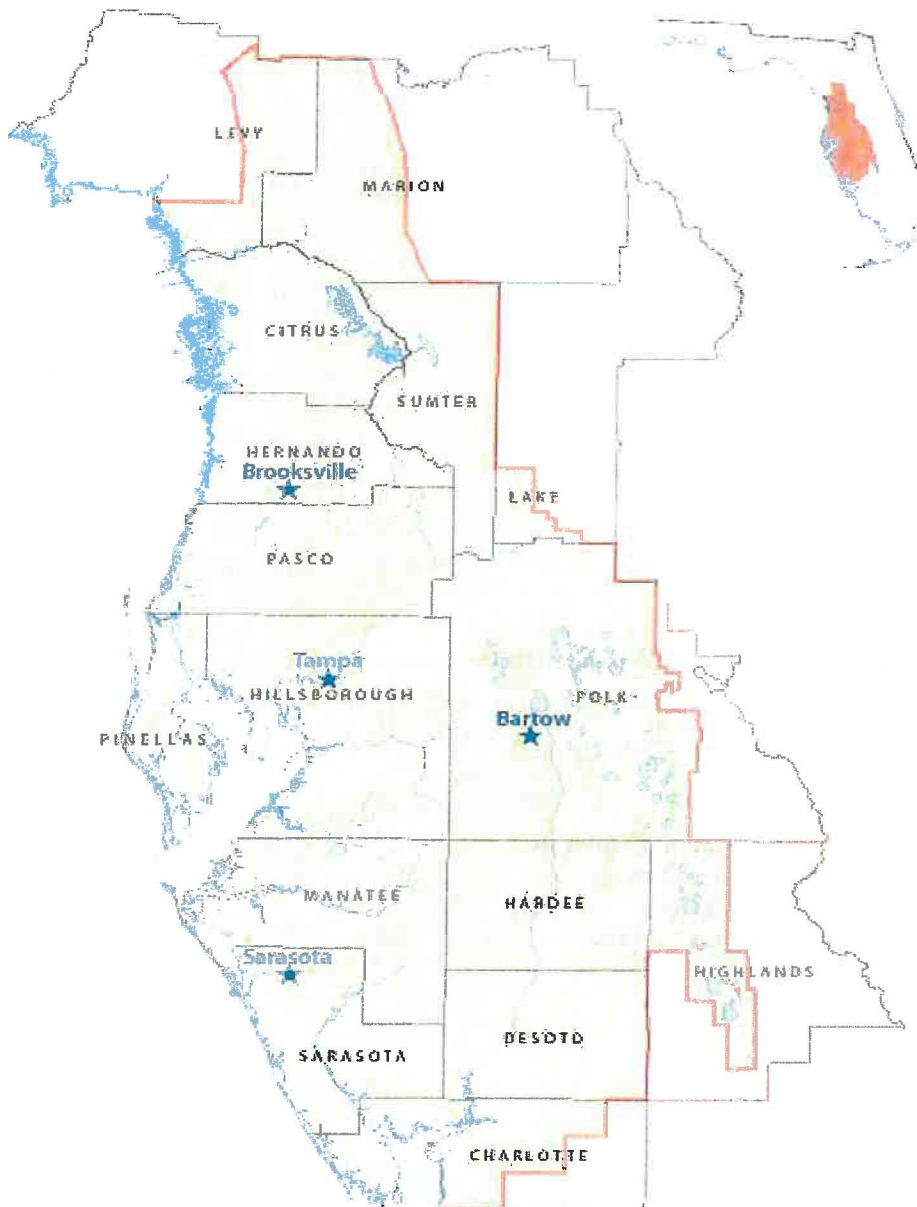 LEVY
MARION
CITRUS
SUMTER
HERNANDO
Brooksville
LAKE
PASCO
Tampa
HILLSBOROUGH
POLK
Bartow
PINELLAS
MANATEE
HARDEE
Sarasota
HIGHLANDS
SARASOTA
DESOTO
CHARLOTTE